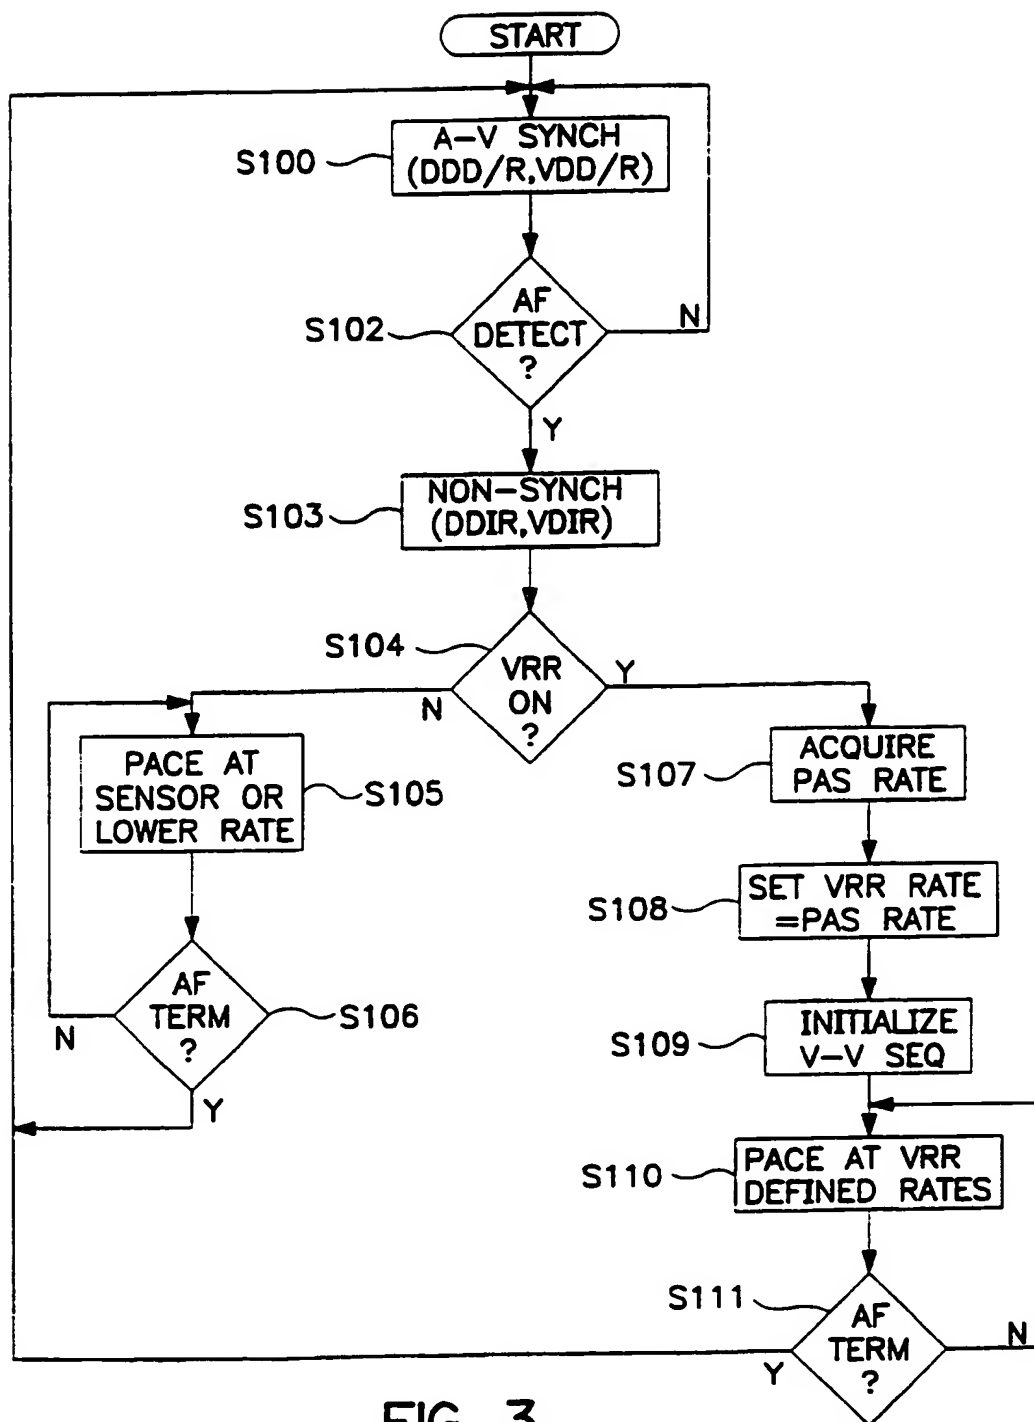 START
A-V SYNCH
(DDD/R,VDD/R)
S100
AF
DETECT
?
S102
N
Y
NON-SYNCH
(DDIR,VDIR)
S103
S104
VRR
ON
?
N
Y
PACE AT
SENSOR OR
LOWER RATE
S105
ACQUIRE
PAS RATE
S107
SET VRR RATE
=PAS RATE
S108
AF
TERM
?
S106
N
Y
INITIALIZE
V-V SEQ
S109
PACE AT VRR
DEFINED RATES
S110
S111
AF
TERM
?
N
Y
FIG. 3